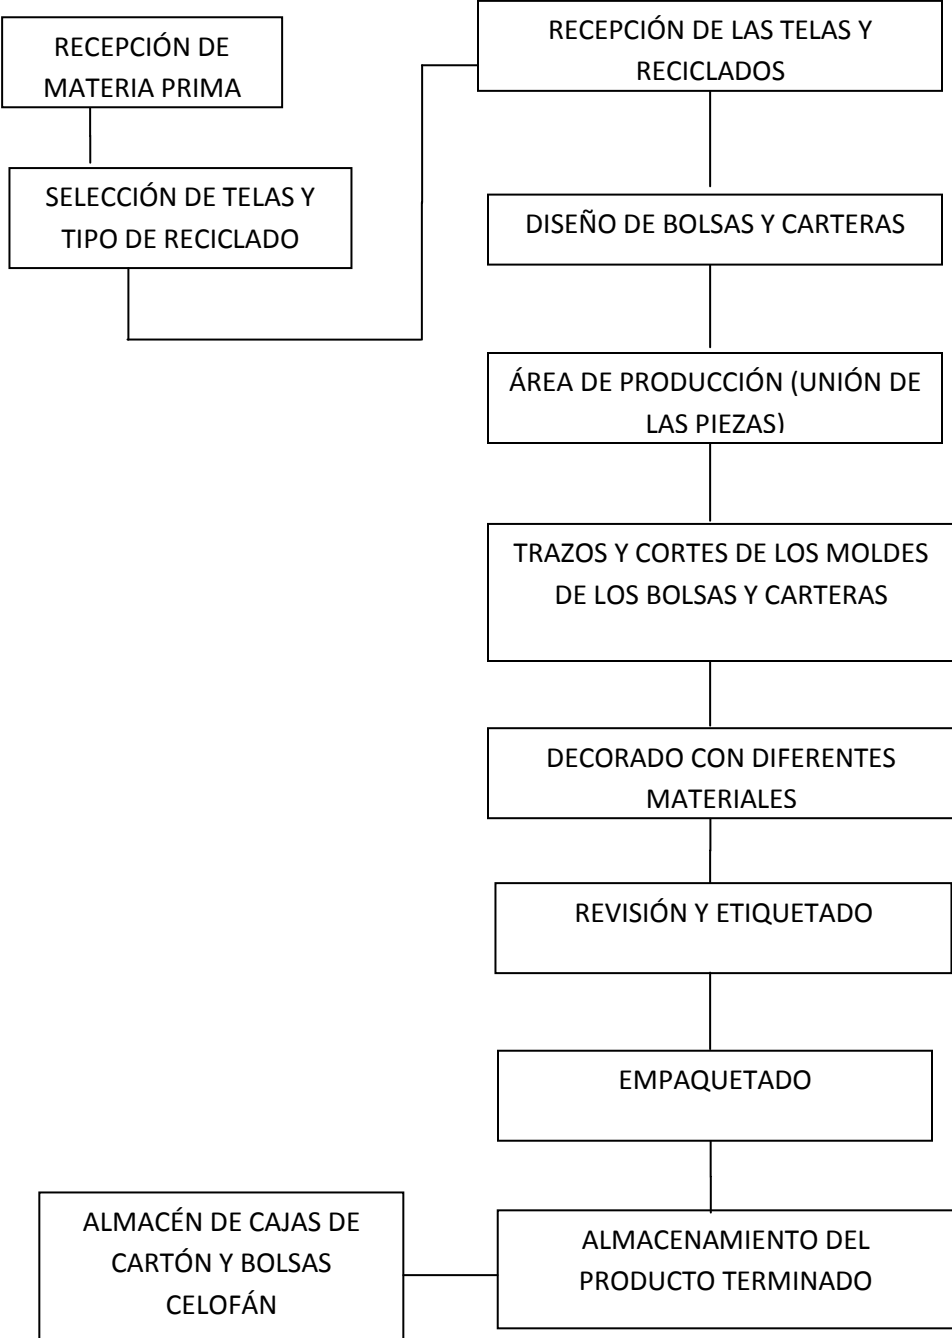 RECEPCIÓN DE
MATERIA PRIMA
SELECCIÓN DE TELAS Y
TIPO DE RECICLADO
RECEPCIÓN DE LAS TELAS Y
RECICLADOS
DISEÑO DE BOLSAS Y CARTERAS
ÁREA DE PRODUCCIÓN (UNIÓN DE
LAS PIEZAS)
TRAZOS Y CORTES DE LOS MOLDES
DE LOS BOLSAS Y CARTERAS
DECORADO CON DIFERENTES
MATERIALES
REVISIÓN Y ETIQUETADO
EMPAQUETADO
ALMACENAMIENTO DEL
PRODUCTO TERMINADO
ALMACÉN DE CAJAS DE
CARTÓN Y BOLSAS
CELOFÁN